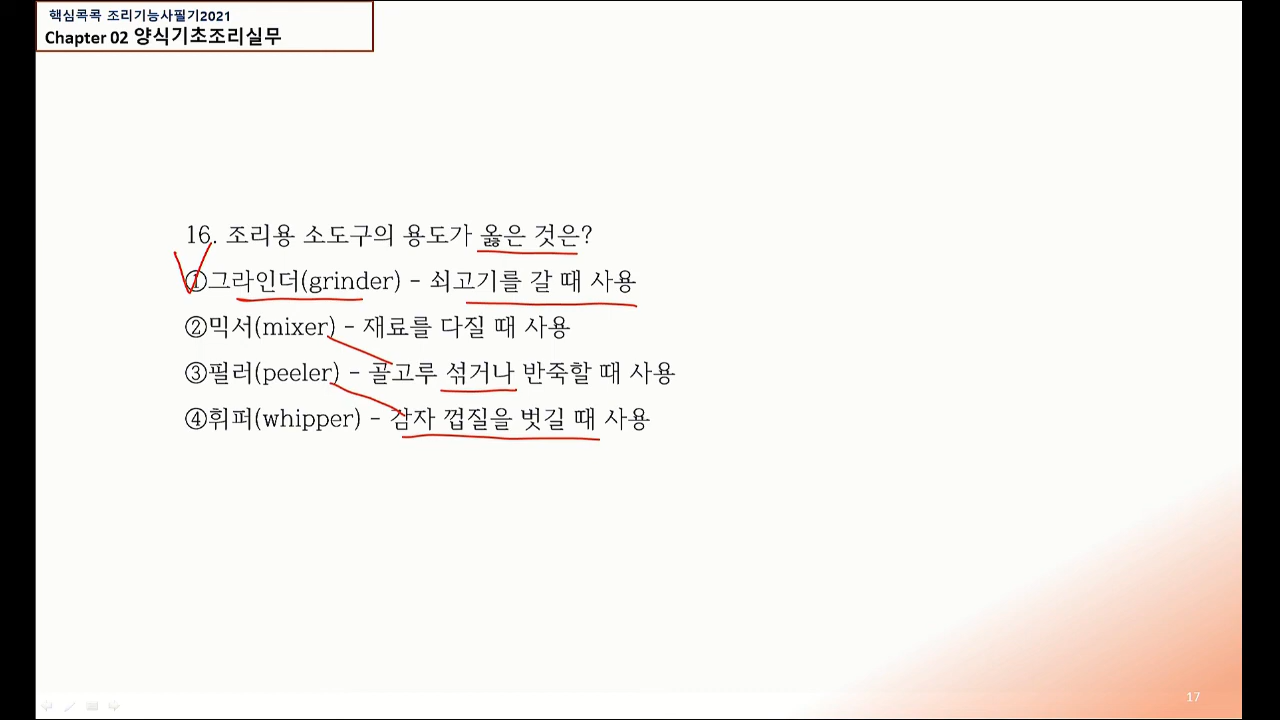 핵심콕콕 조리기능사필기2021
Chapter 02 양식기초조리실무
16. 조리용 소도구의 용도가 옳은 것은?
①그라인더(grinder) - 쇠고기를 갈 때 사용
②믹서(mixer) - 재료를 다질 때 사용
③필러(peeler) - 골고루 섞거나 반죽할 때 사용
④휘퍼(whipper) - 감자 껍질을 벗길 때 사용
17